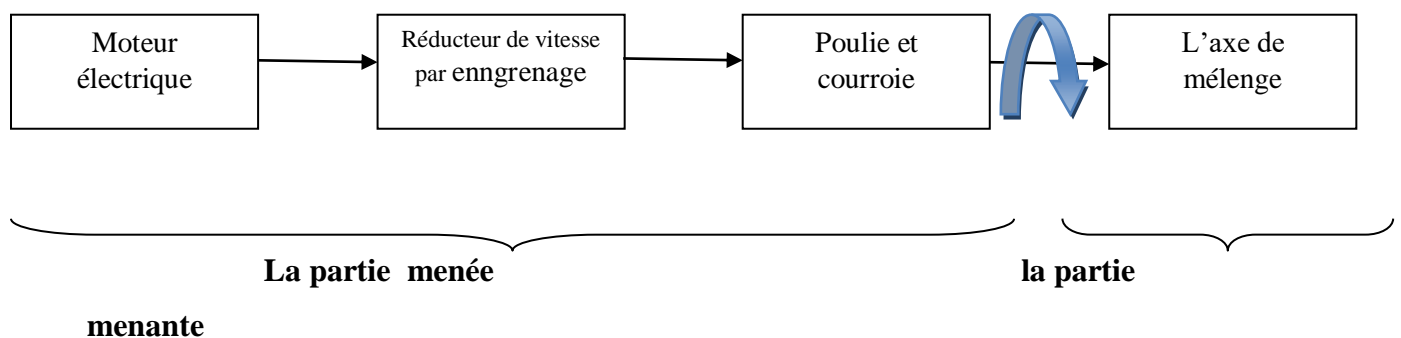 Moteur
électrique
Réducteur de vitesse
par enngrenage
Poulie et
courroie
L'axe de
mélenge
La partie menée la partie
menante